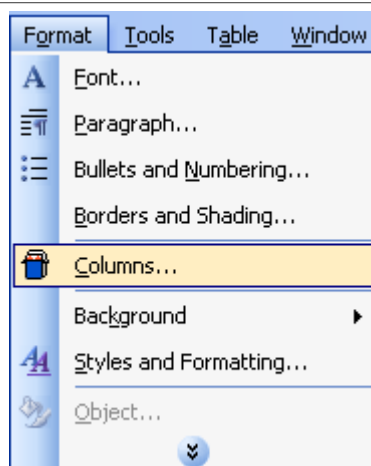 Format Tools Table Window
Font...
Paragraph...
Bullets and Numbering...
Borders and Shading...
Columns...
Background
Styles and Formatting...
Object...